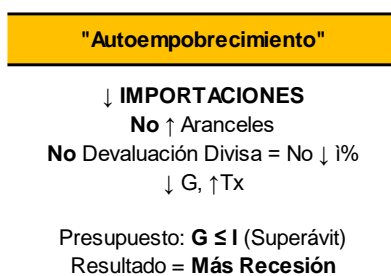 "Autoempobrecimiento"
↓ IMPORTACIONES
No ↑ Aranceles
No Devaluación Divisa = No ↓ ì%
↓ G, ↑Tx
Presupuesto: G ≤ I (Superávit)
Resultado = Más Recesión